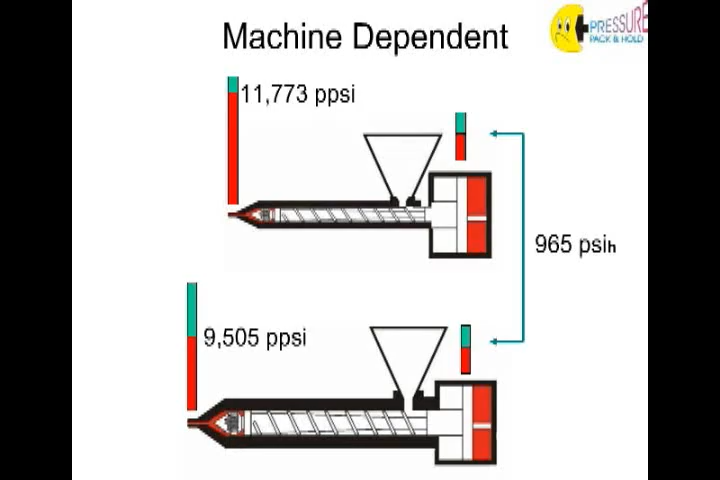 Machine Dependent
PRESSURE
PACK & HOLD
11,773 ppsi
965 psih
9,505 ppsi